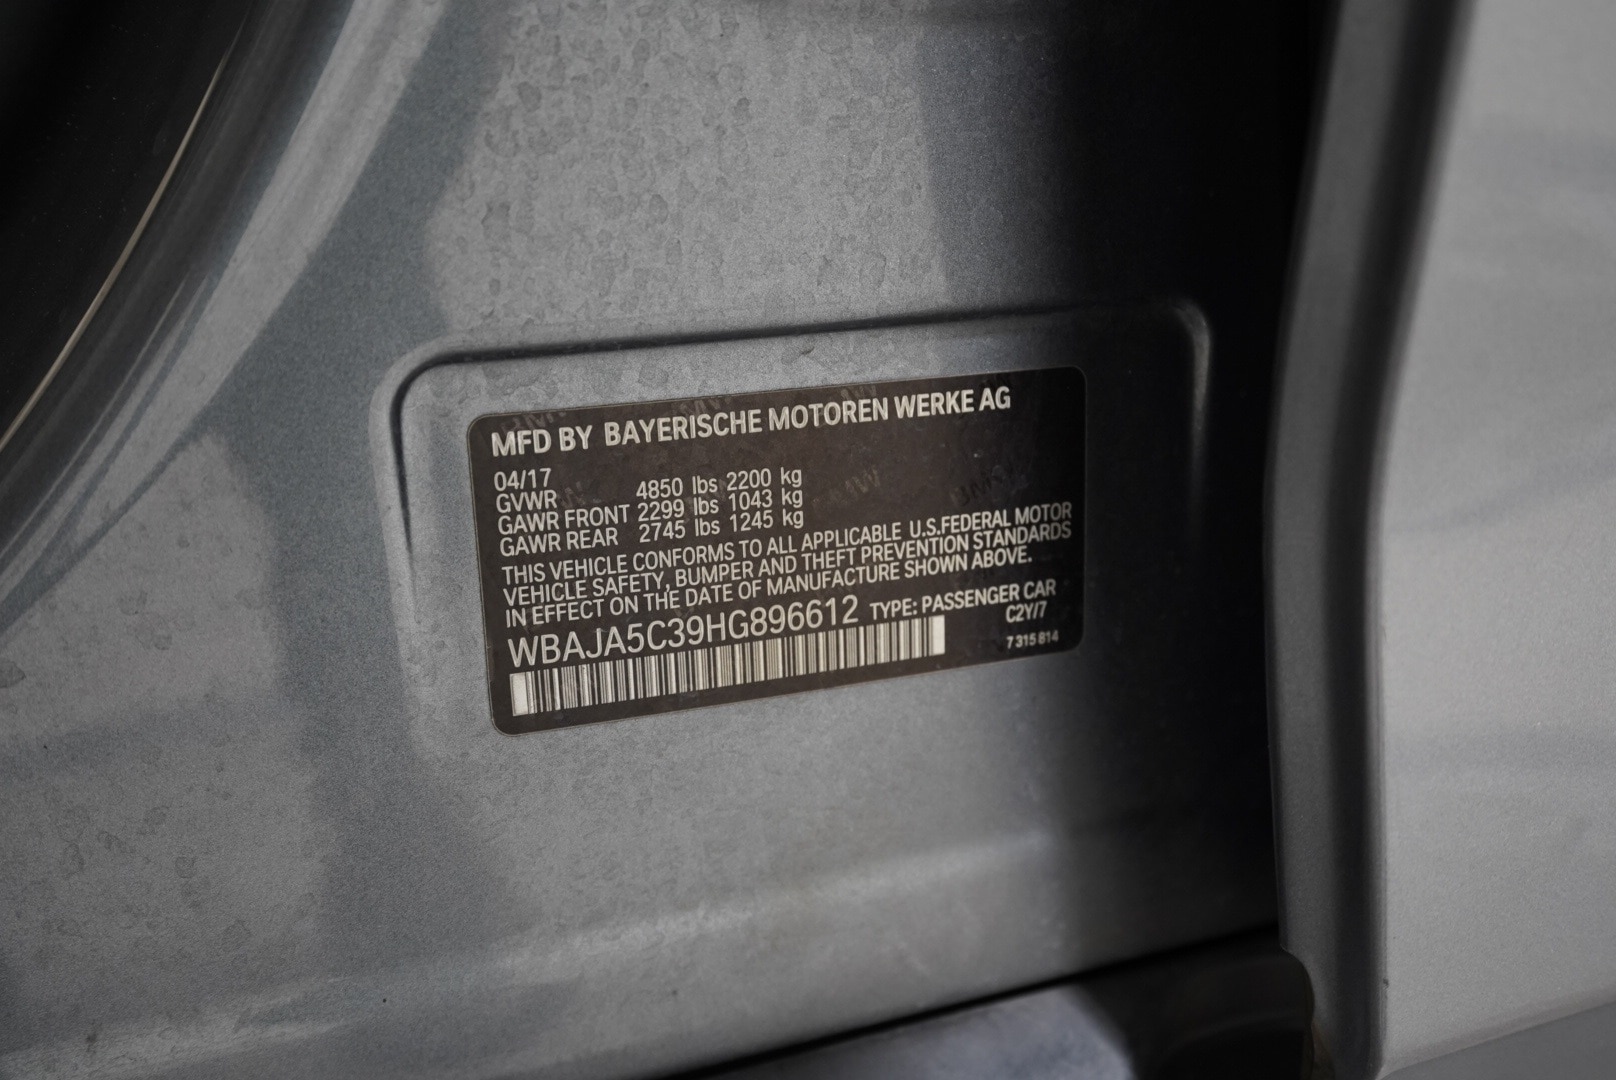 MFD BY BAYERISCHE MOTOREN WERKE AG
04/17
GVWR 4850 lbs 2200 kg
GAWR FRONT 2299 lbs 1043 kg
GAWR REAR 2745 lbs 1245 kg
THIS VEHICLE CONFORMS TO ALL APPLICABLE U.S.FEDERAL MOTOR
VEHICLE SAFETY, BUMPER AND THEFT PREVENTION STANDARDS
IN EFFECT ON THE DATE OF MANUFACTURE SHOWN ABOVE.
WBAJA5C39HG896612 TYPE: PASSENGER CAR
C2Y/7
7 315 814